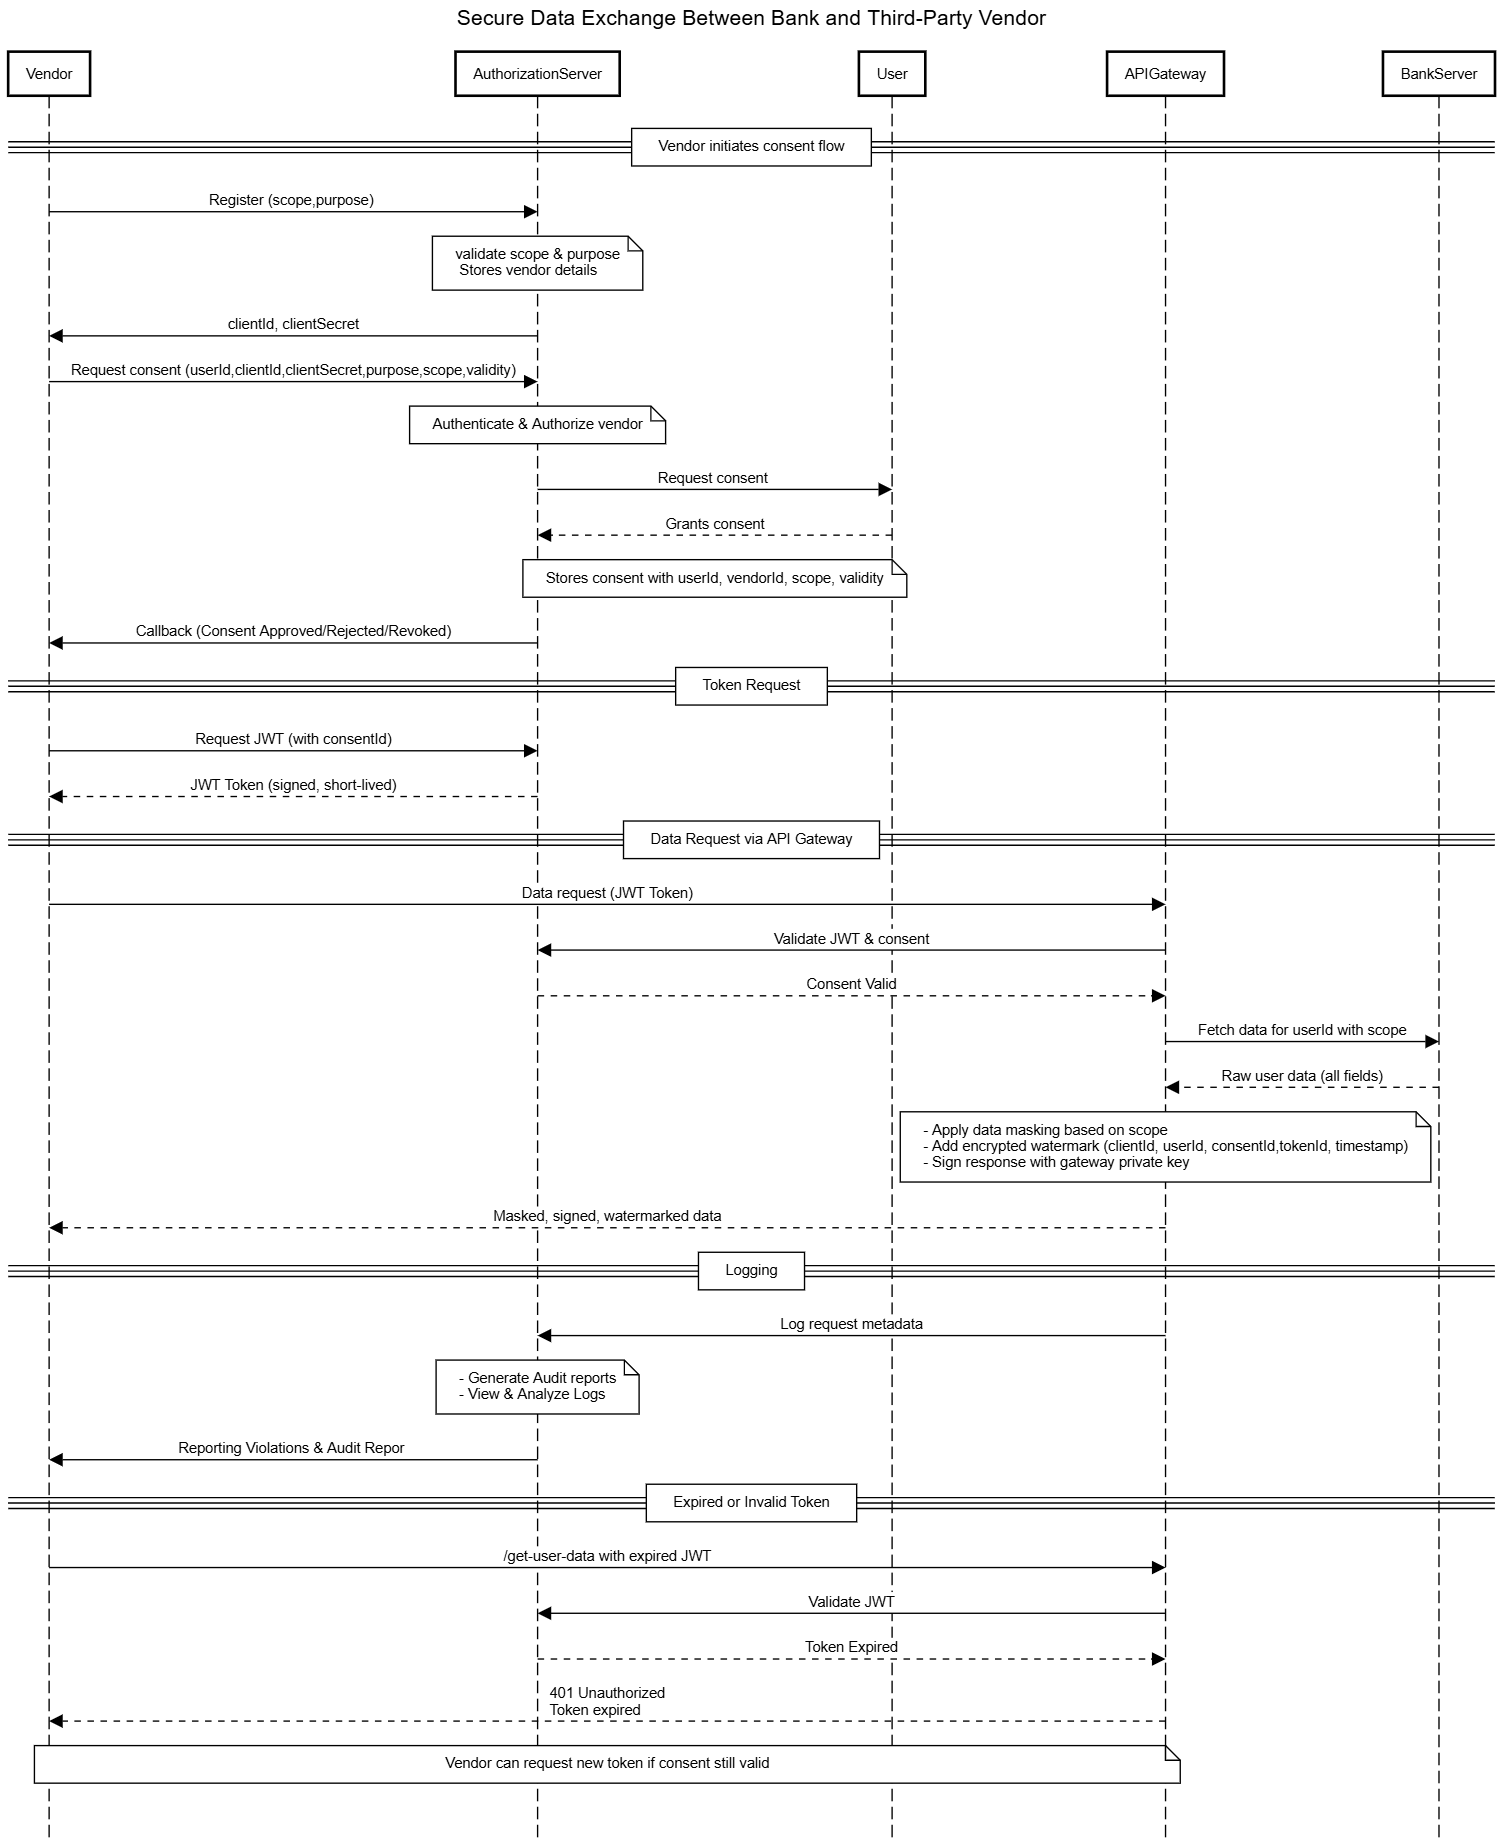 Secure Data Exchange Between Bank and Third-Party Vendor
Vendor
AuthorizationServer
User
APIGateway
BankServer
Vendor initiates consent flow
Register (scope,purpose)
validate scope & purpose
Stores vendor details
clientId, clientSecret
Request consent (userId,clientId,clientSecret,purpose,scope,validity)
Authenticate & Authorize vendor
Request consent
Grants consent
Stores consent with userId, vendorId, scope, validity
Callback (Consent Approved/Rejected/Revoked)
Token Request
Request JWT (with consentId)
JWT Token (signed, short-lived)
Data Request via API Gateway
Data request (JWT Token)
Validate JWT & consent
Consent Valid
Fetch data for userId with scope
Raw user data (all fields)
- Apply data masking based on scope
- Add encrypted watermark (clientId, userId, consentId,tokenId, timestamp)
- Sign response with gateway private key
Masked, signed, watermarked data
Logging
Log request metadata
- Generate Audit reports
- View & Analyze Logs
Reporting Violations & Audit Repor
Expired or Invalid Token
/get-user-data with expired JWT
Validate JWT
Token Expired
401 Unauthorized
Token expired
Vendor can request new token if consent still valid